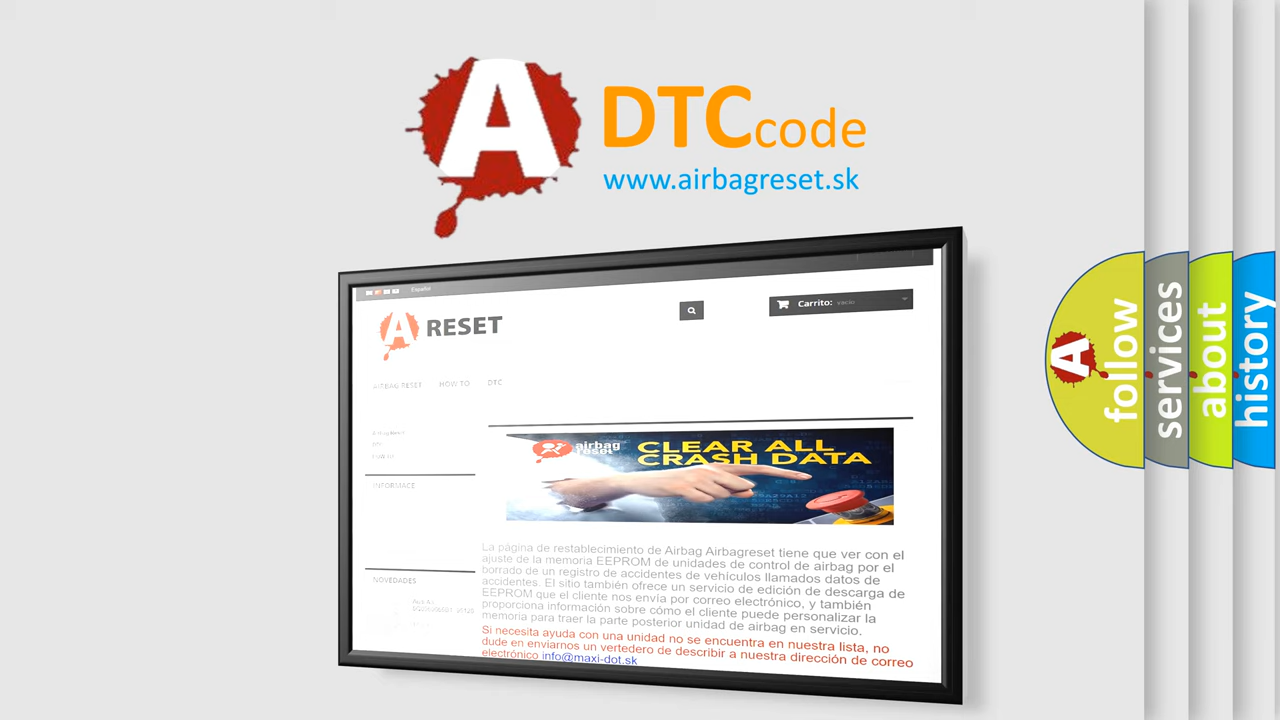 A DTCcode
www.airbagreset.sk
Español
A RESET
Carrito: vacío
AIRBAG RESET HOW TO DTC
INFORMACE
CLEAR ALL
CRASH DATA
airbag
reset
La página de restablecimiento de Airbag Airbagreset tiene que ver con el
ajuste de la memoria EEPROM de unidades de control de airbag por el
borrado de un registro de accidentes de vehículos llamados datos de
accidentes. El sitio también ofrece un servicio de edición de descarga de
EEPROM que el cliente nos envía por correo electrónico, y también
proporciona información sobre cómo el cliente puede personalizar la
memoria para traer la parte posterior unidad de airbag en servicio.
Si necesita ayuda con una unidad no se encuentra en nuestra lista, no
dude en enviarnos un vertedero de describir a nuestra dirección de correo
electrónico info@maxi-dot.sk
NOVEDADES
A follow
services
about
history